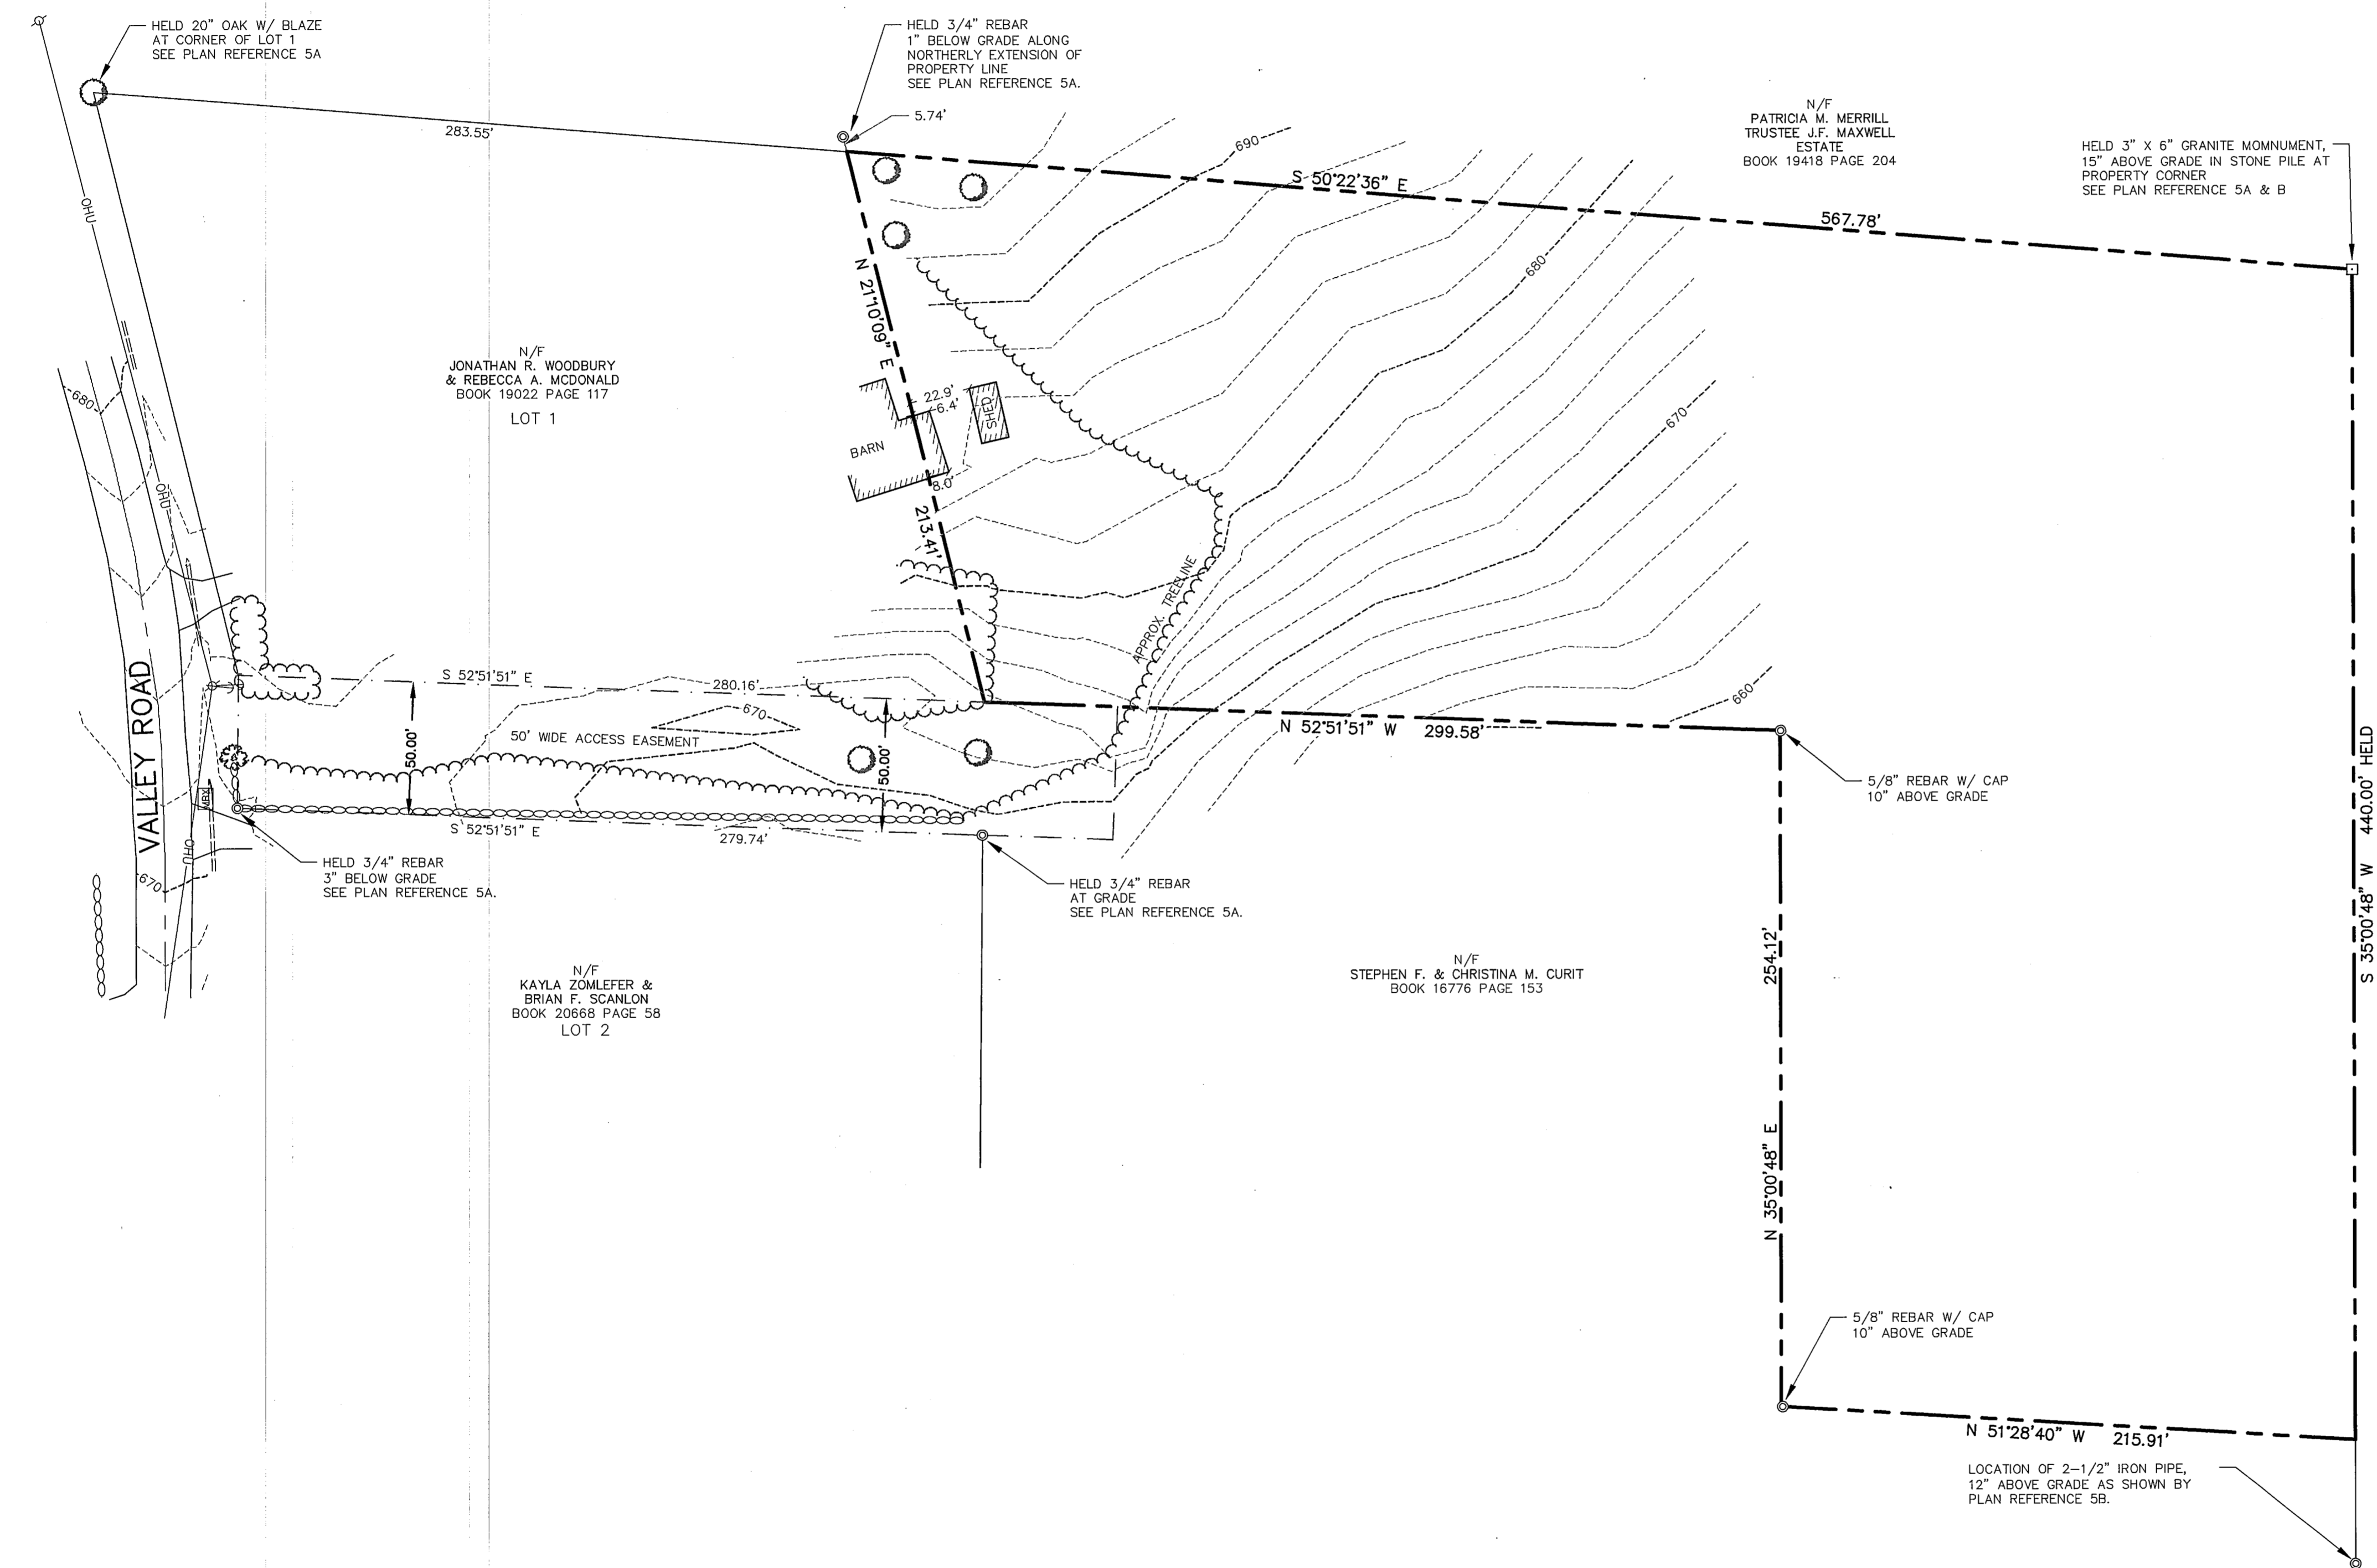 HELD 20" OAK W/ BLAZE
AT CORNER OF LOT 1
SEE PLAN REFERENCE 5A
HELD 3/4" REBAR
1" BELOW GRADE ALONG
NORTHERLY EXTENSION OF
PROPERTY LINE
SEE PLAN REFERENCE 5A.
5.74'
283.55'
N/F
PATRICIA M. MERRILL
TRUSTEE J.F. MAXWELL
ESTATE
BOOK 19418 PAGE 204
HELD 3" X 6" GRANITE MOMNUMENT,
15" ABOVE GRADE IN STONE PILE AT
PROPERTY CORNER
SEE PLAN REFERENCE 5A & B
690
S 50°22'36" E
567.78'
OHU
680
N 21°10'09" E
N/F
JONATHAN R. WOODBURY
& REBECCA A. MCDONALD
BOOK 19022 PAGE 117
LOT 1
680
22.9'
6.4'
SHED
BARN
8.0'
670
OHU
213.41'
APPROX. TREELINE
VALLEY ROAD
S 52°51'51" E
280.16'
660
50.00'
670
50' WIDE ACCESS EASEMENT
50.00'
N 52°51'51" W 299.58'
5/8" REBAR W/ CAP
10" ABOVE GRADE
S 35°00'48" W 440.00' HELD
MBX
OHU
S 52°51'51" E
279.74'
670
HELD 3/4" REBAR
3" BELOW GRADE
SEE PLAN REFERENCE 5A.
HELD 3/4" REBAR
AT GRADE
SEE PLAN REFERENCE 5A.
N/F
KAYLA ZOMLEFER &
BRIAN F. SCANLON
BOOK 20668 PAGE 58
LOT 2
N/F
STEPHEN F. & CHRISTINA M. CURIT
BOOK 16776 PAGE 153
254.12'
N 35°00'48" E
5/8" REBAR W/ CAP
10" ABOVE GRADE
N 51°28'40" W 215.91'
LOCATION OF 2-1/2" IRON PIPE,
12" ABOVE GRADE AS SHOWN BY
PLAN REFERENCE 5B.